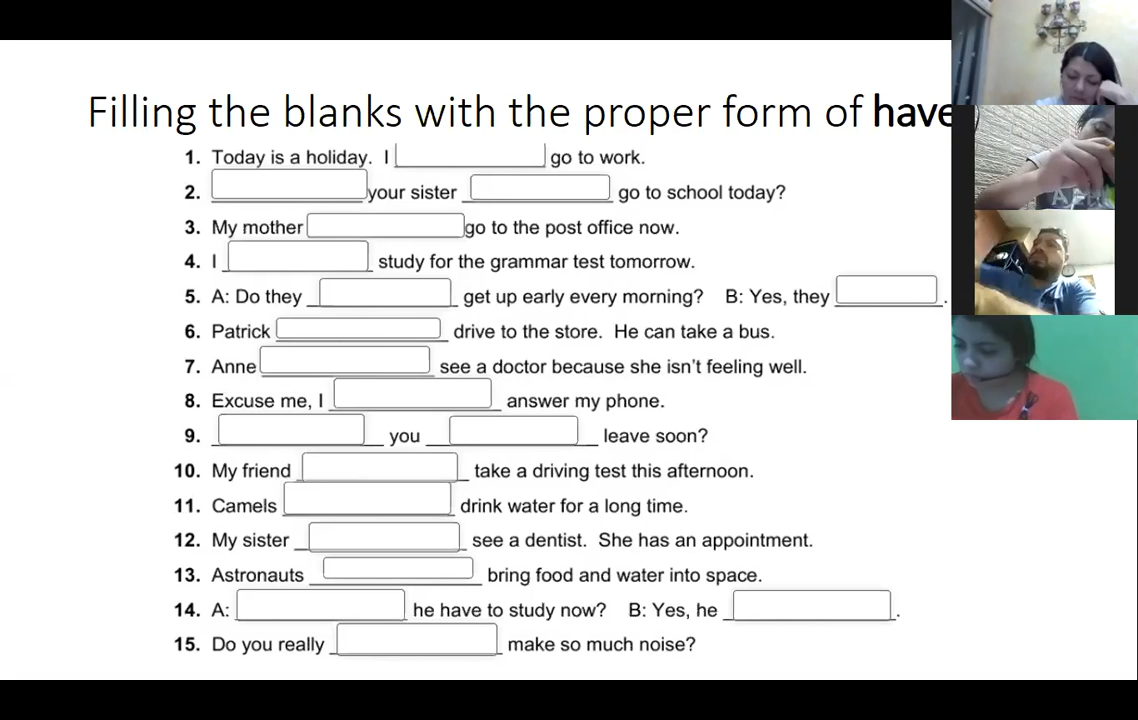 Filling the blanks with the proper form of have
1. Today is a holiday. I go to work.
2. your sister go to school today?
3. My mother go to the post office now.
4. I study for the grammar test tomorrow.
5. A: Do they get up early every morning? B: Yes, they .
6. Patrick drive to the store. He can take a bus.
7. Anne see a doctor because she isn't feeling well.
8. Excuse me, I answer my phone.
9. you leave soon?
10. My friend take a driving test this afternoon.
11. Camels drink water for a long time.
12. My sister see a dentist. She has an appointment.
13. Astronauts bring food and water into space.
14. A: he have to study now? B: Yes, he .
15. Do you really make so much noise?